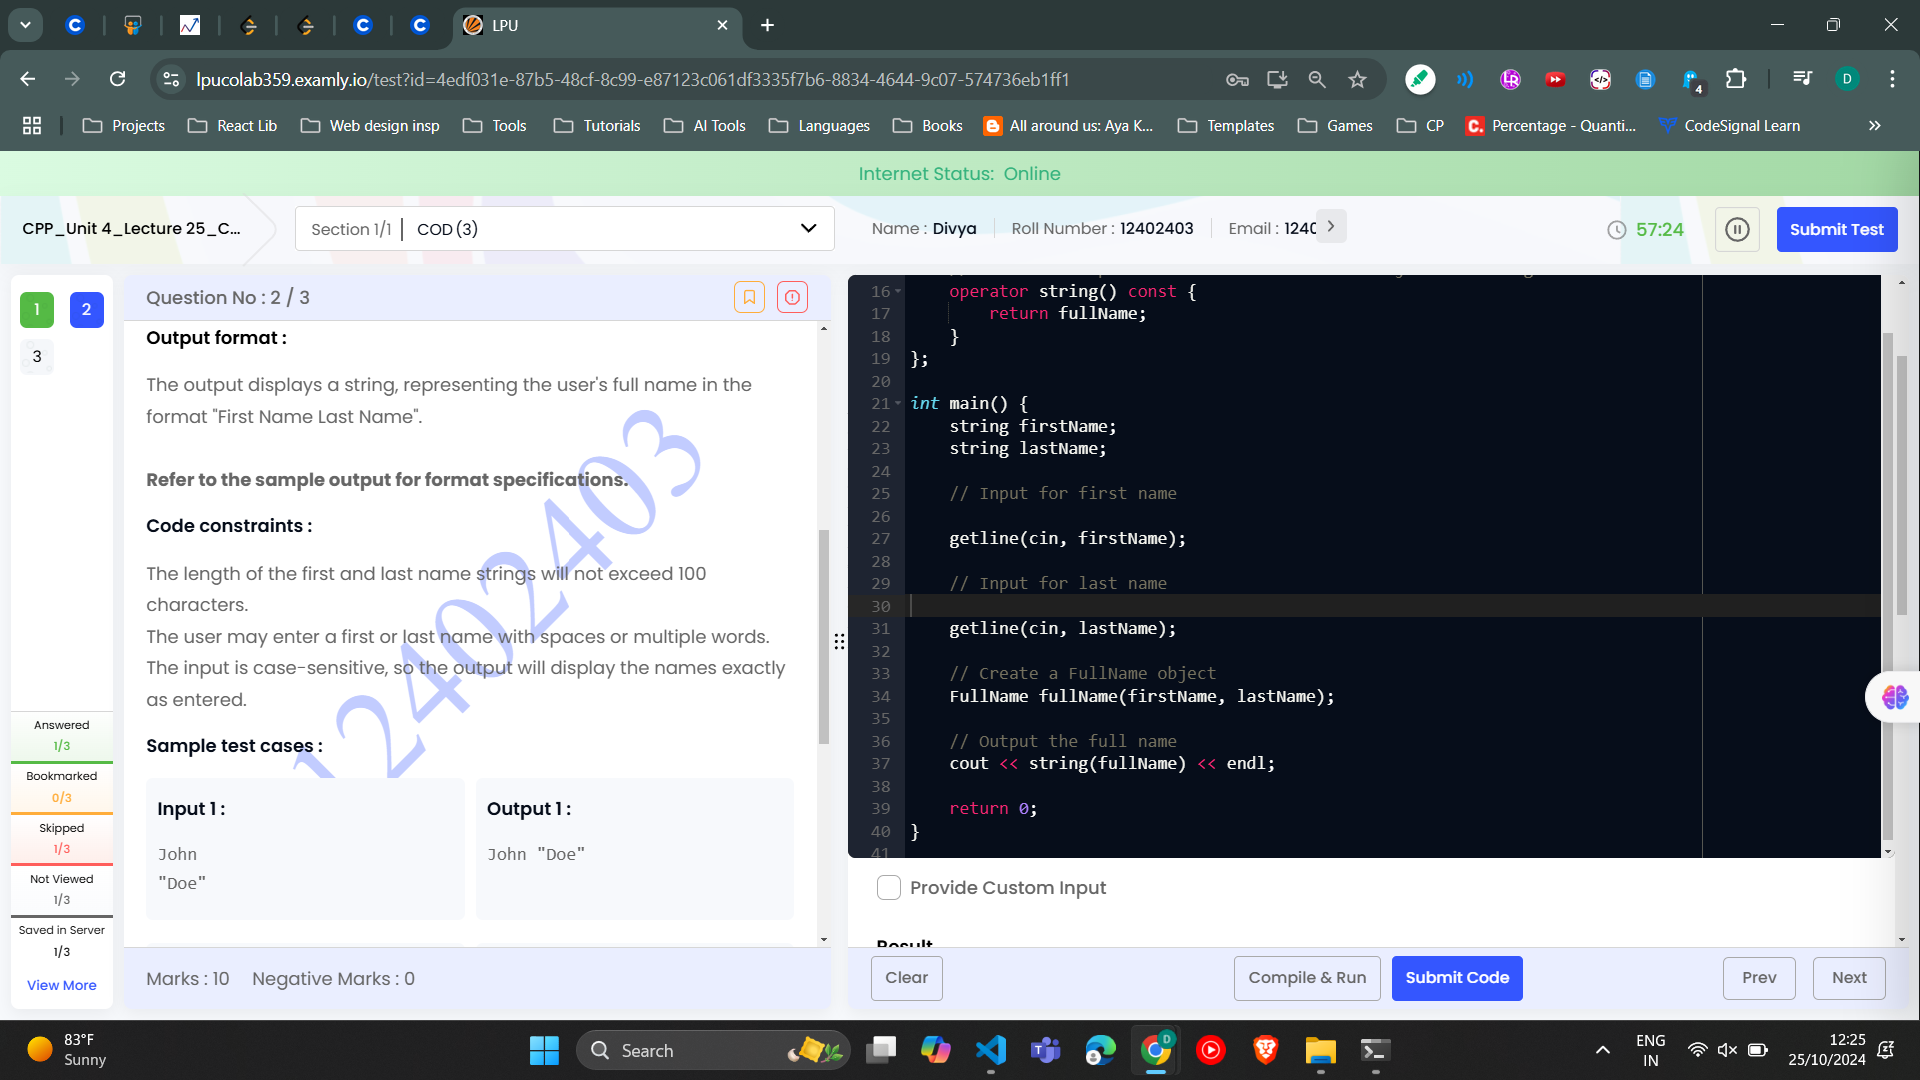 LPU
lpucolab359.examly.io/test?id=4edf031e-87b5-48cf-8c99-e87123c061df3335f7b6-8834-4644-9c07-574736eb1ff1
4
D
Projects
React Lib
Web design insp
Tools
Tutorials
AI Tools
Languages
Books
All around us: Aya K...
Templates
Games
CP
Percentage - Quanti...
CodeSignal Learn
Internet Status: Online
CPP_Unit 4_Lecture 25_C...
Section 1/1 | COD (3)
Name : Divya
Roll Number : 12402403
Email : 1240
57:24
Submit Test
1
2
3
Question No : 2 / 3
Output format :
The output displays a string, representing the user's full name in the
format "First Name Last Name".
Refer to the sample output for format specifications.
Code constraints :
The length of the first and last name strings will not exceed 100
characters.
The user may enter a first or last name with spaces or multiple words.
The input is case-sensitive, so the output will display the names exactly
as entered.
Sample test cases :
Input 1 :
John
"Doe"
Output 1 :
John "Doe"
12402403
Answered
1/3
Bookmarked
0/3
Skipped
1/3
Not Viewed
1/3
Saved in Server
1/3
View More
Marks : 10
Negative Marks : 0
16 operator string() const {
17 return fullName;
18 }
19 };
20
21 int main() {
22 string firstName;
23 string lastName;
24
25 // Input for first name
26
27 getline(cin, firstName);
28
29 // Input for last name
30
31 getline(cin, lastName);
32
33 // Create a FullName object
34 FullName fullName(firstName, lastName);
35
36 // Output the full name
37 cout << string(fullName) << endl;
38
39 return 0;
40 }
41
Provide Custom Input
Result
Clear
Compile & Run
Submit Code
Prev
Next
83°F
Sunny
Search
D
ENG
IN
12:25
25/10/2024